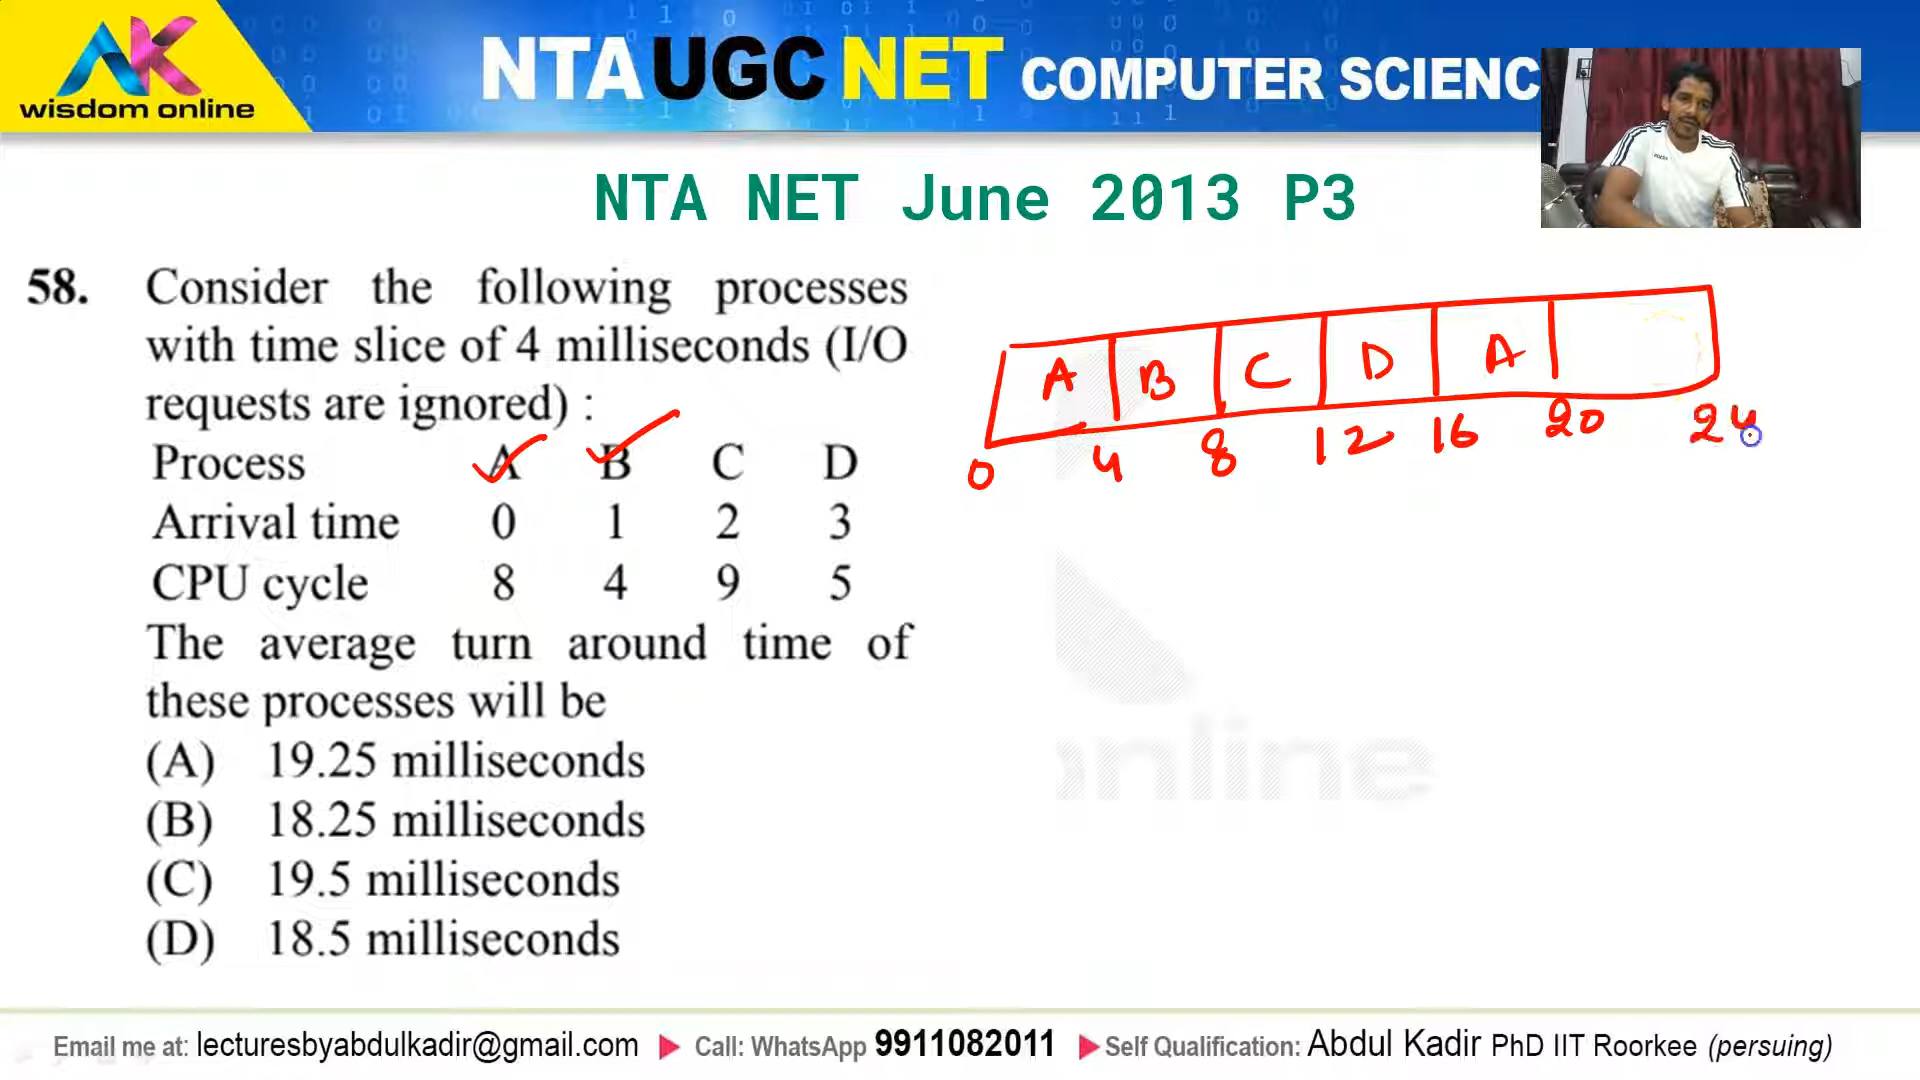 AK
wisdom online
NTA UGC NET COMPUTER SCIENC
NTA NET June 2013 P3
58. Consider the following processes
with time slice of 4 milliseconds (I/O
requests are ignored) :
Process A B C D
Arrival time 0 1 2 3
CPU cycle 8 4 9 5
The average turn around time of
these processes will be
(A) 19.25 milliseconds
(B) 18.25 milliseconds
(C) 19.5 milliseconds
(D) 18.5 milliseconds
A B C D A
0 4 8 12 16 20 24
online
Email me at: lecturesbyabdulkadir@gmail.com Call: WhatsApp 9911082011 Self Qualification: Abdul Kadir PhD IIT Roorkee (persuing)